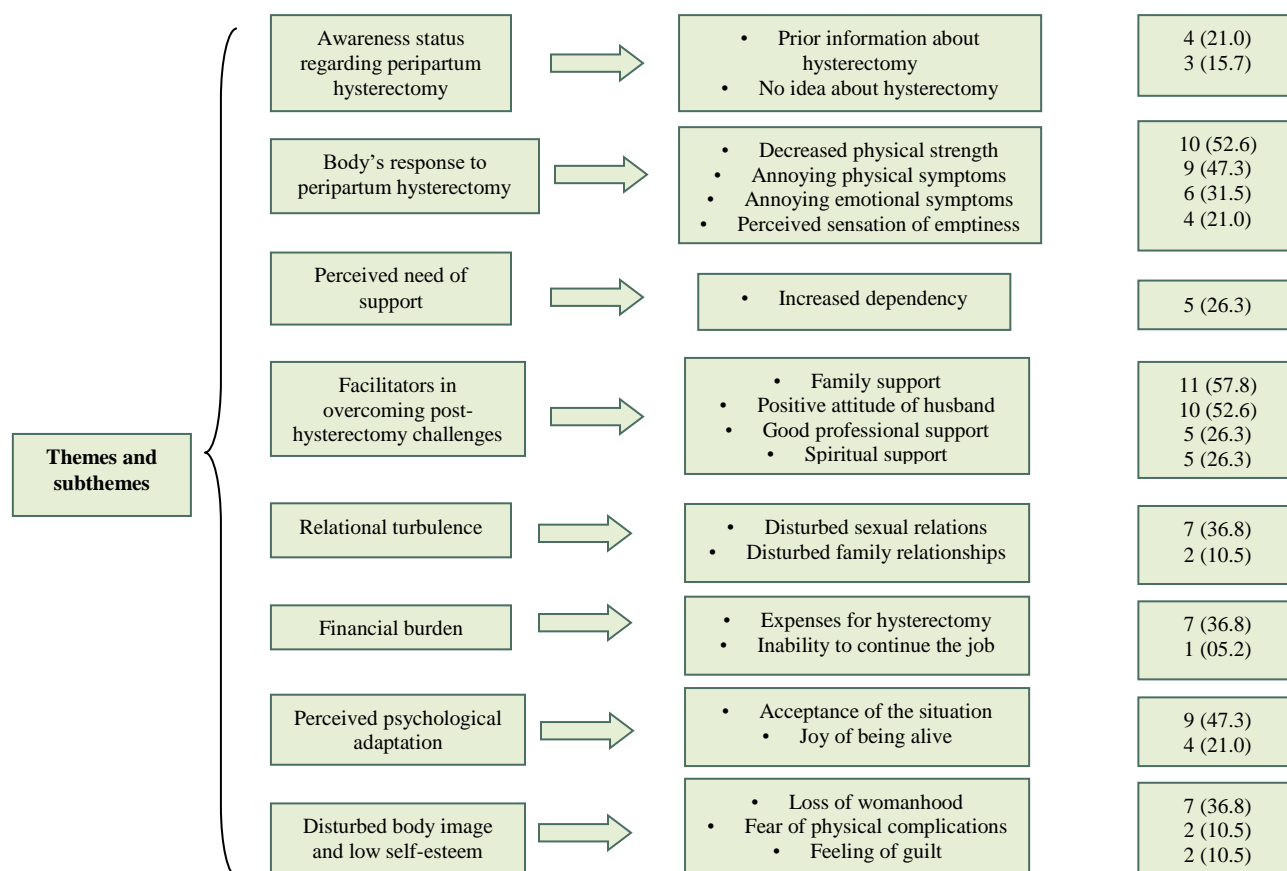 Themes and
subthemes
Awareness status
regarding peripartum
hysterectomy
• Prior information about
hysterectomy
• No idea about hysterectomy
4 (21.0)
3 (15.7)
Body's response to
peripartum hysterectomy
• Decreased physical strength
• Annoying physical symptoms
• Annoying emotional symptoms
• Perceived sensation of emptiness
10 (52.6)
9 (47.3)
6 (31.5)
4 (21.0)
Perceived need of
support
• Increased dependency
5 (26.3)
Facilitators in
overcoming post-
hysterectomy challenges
• Family support
• Positive attitude of husband
• Good professional support
• Spiritual support
11 (57.8)
10 (52.6)
5 (26.3)
5 (26.3)
Relational turbulence
• Disturbed sexual relations
• Disturbed family relationships
7 (36.8)
2 (10.5)
Financial burden
• Expenses for hysterectomy
• Inability to continue the job
7 (36.8)
1 (05.2)
Perceived psychological
adaptation
• Acceptance of the situation
• Joy of being alive
9 (47.3)
4 (21.0)
Disturbed body image
and low self-esteem
• Loss of womanhood
• Fear of physical complications
• Feeling of guilt
7 (36.8)
2 (10.5)
2 (10.5)